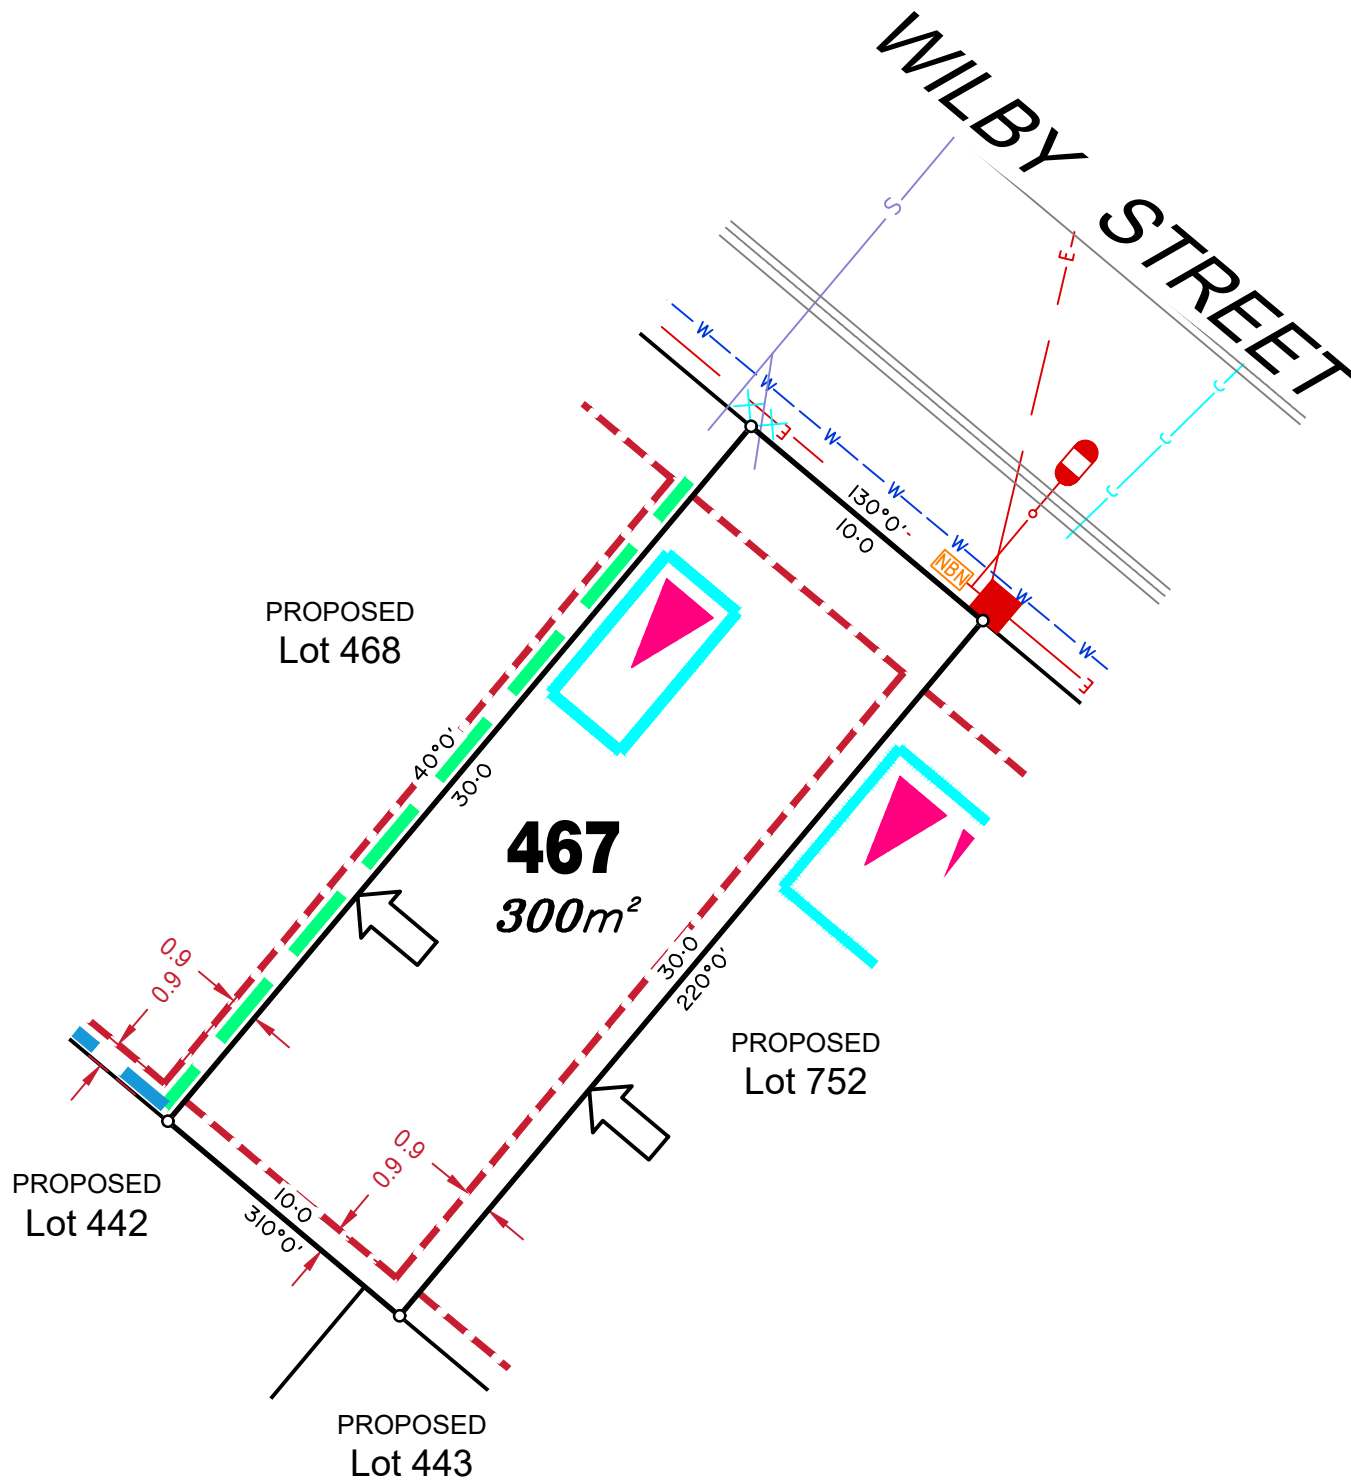 WILBY STREET
S
E
C
C
C
W
W
W
W
W
W
W
E
E
130°0'
10·0
NBN
PROPOSED
Lot 468
40°0'
30·0
467
300m²
30·0
220°0'
0.9
0.9
PROPOSED
Lot 752
0.9
0.9
PROPOSED
Lot 442
10·0
310°0'
PROPOSED
Lot 443